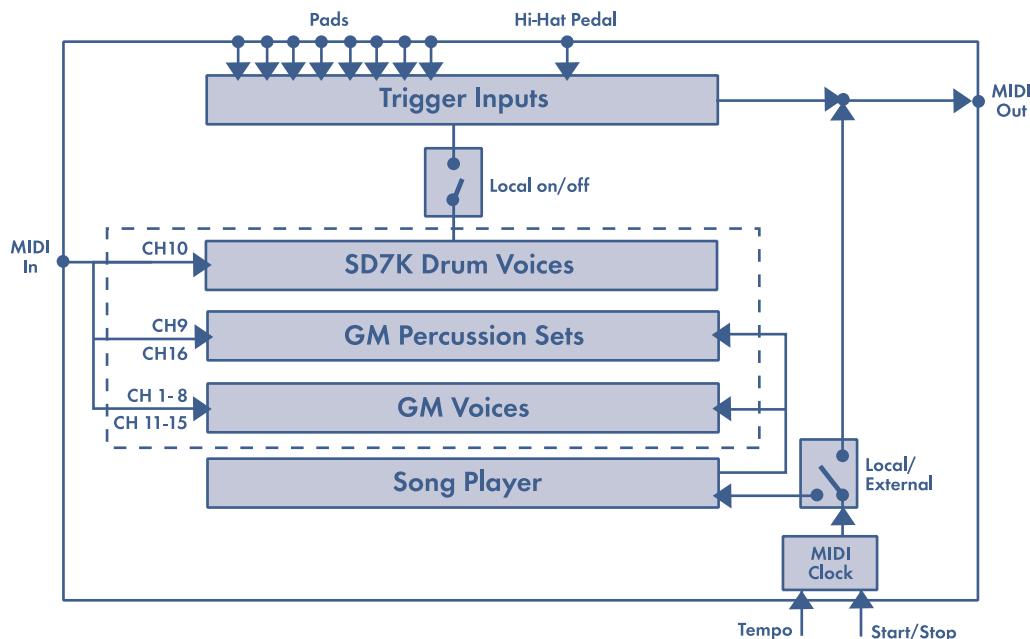 Pads
Hi-Hat Pedal
Trigger Inputs
MIDI
Out
Local on/off
MIDI
In
CH10
SD7K Drum Voices
CH9
CH16
GM Percussion Sets
CH 1- 8
CH 11-15
GM Voices
Song Player
Local/
External
MIDI
Clock
Tempo
Start/Stop